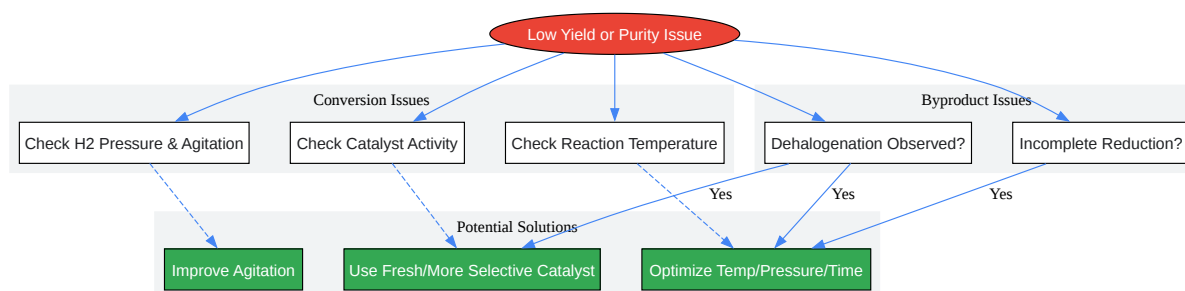 Low Yield or Purity Issue
Conversion Issues
Byproduct Issues
Check H2 Pressure & Agitation
Check Catalyst Activity
Check Reaction Temperature
Dehalogenation Observed?
Incomplete Reduction?
Yes
Yes
Yes
Potential Solutions
Improve Agitation
Use Fresh/More Selective Catalyst
Optimize Temp/Pressure/Time